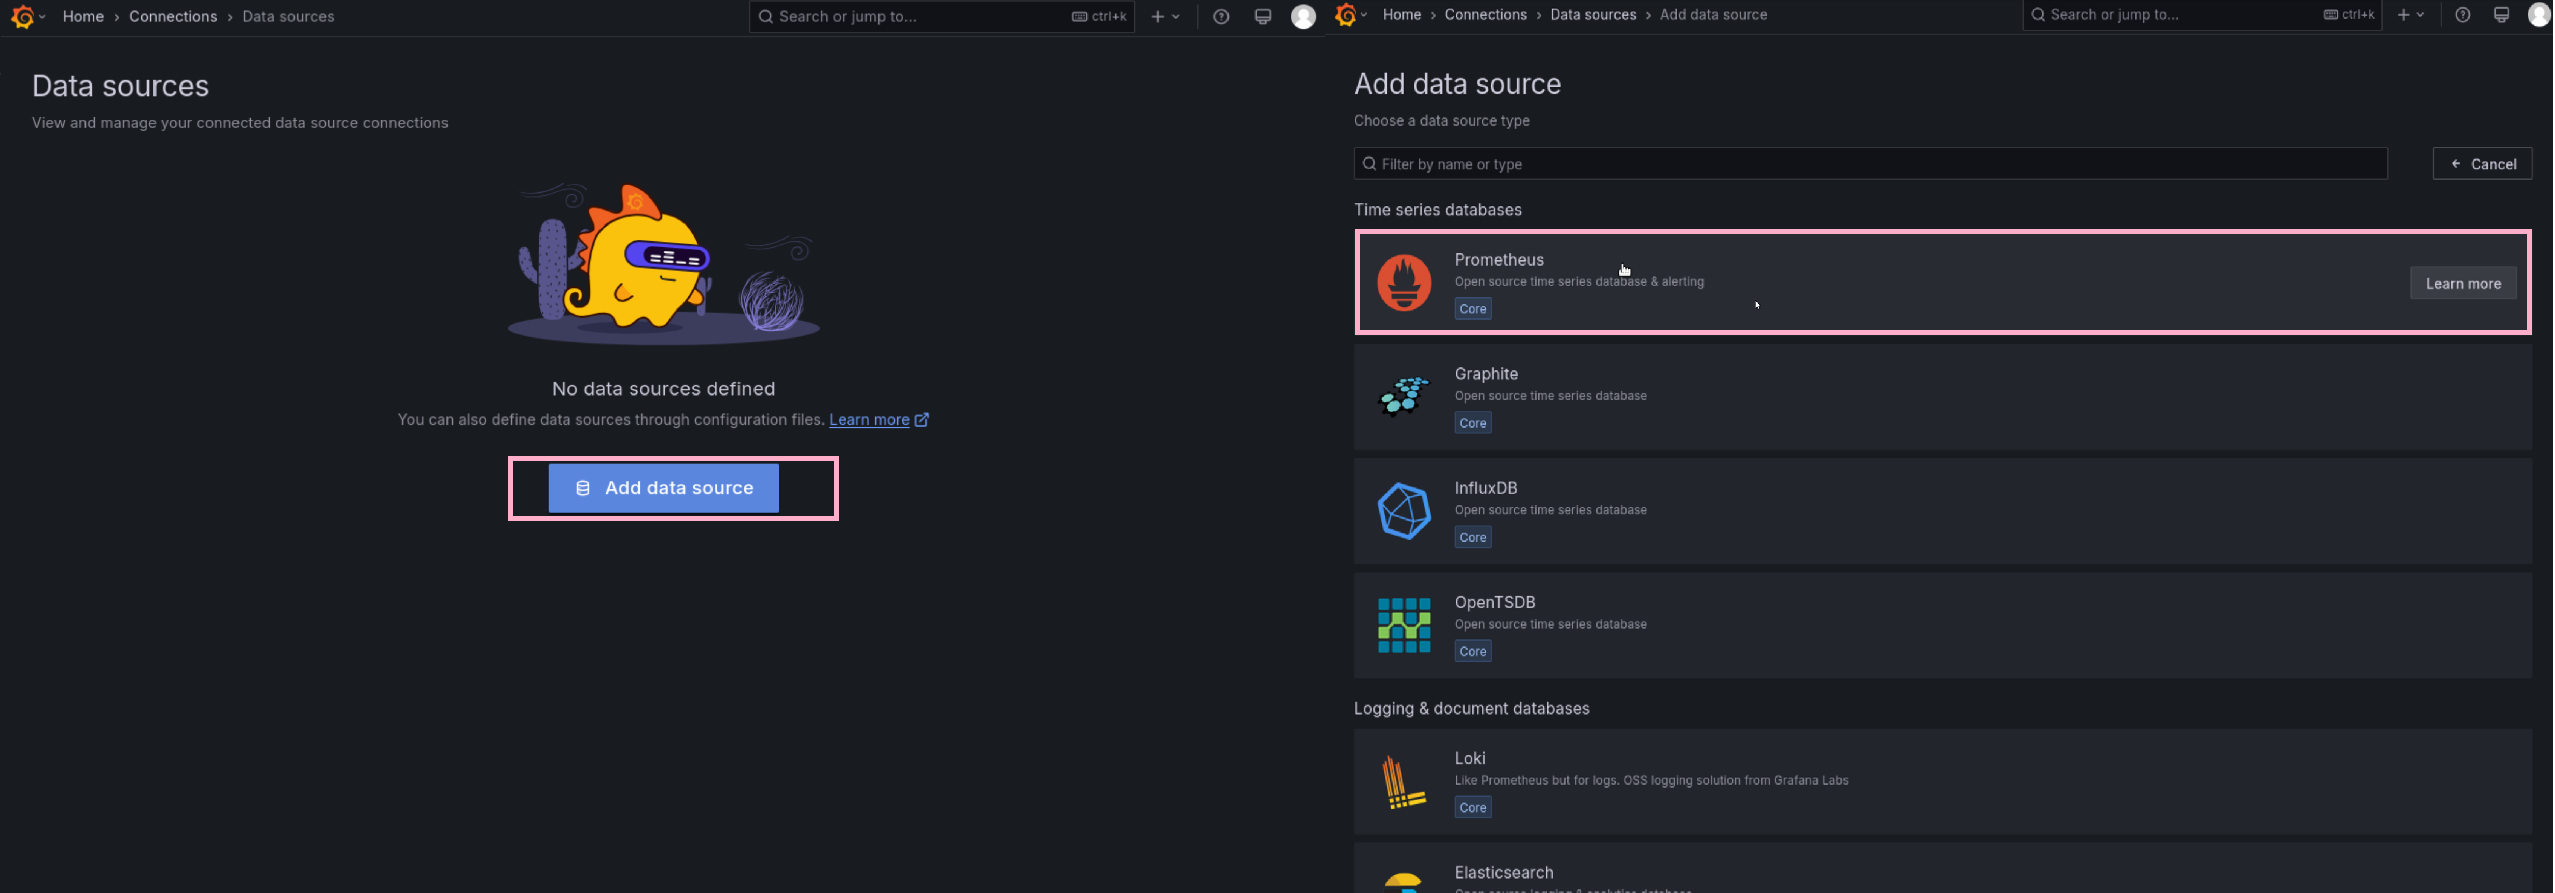 Home › Connections › Data sources
Search or jump to... ctrl+k
Data sources
View and manage your connected data source connections
No data sources defined
You can also define data sources through configuration files. Learn more
Add data source
Home › Connections › Data sources › Add data source
Search or jump to... ctrl+k
Add data source
Choose a data source type
Filter by name or type
Cancel
Time series databases
Prometheus
Open source time series database & alerting
Core
Learn more
Graphite
Open source time series database
Core
InfluxDB
Open source time series database
Core
OpenTSDB
Open source time series database
Core
Logging & document databases
Loki
Like Prometheus but for logs. OSS logging solution from Grafana Labs
Core
Elasticsearch
Open source logging & analytics database